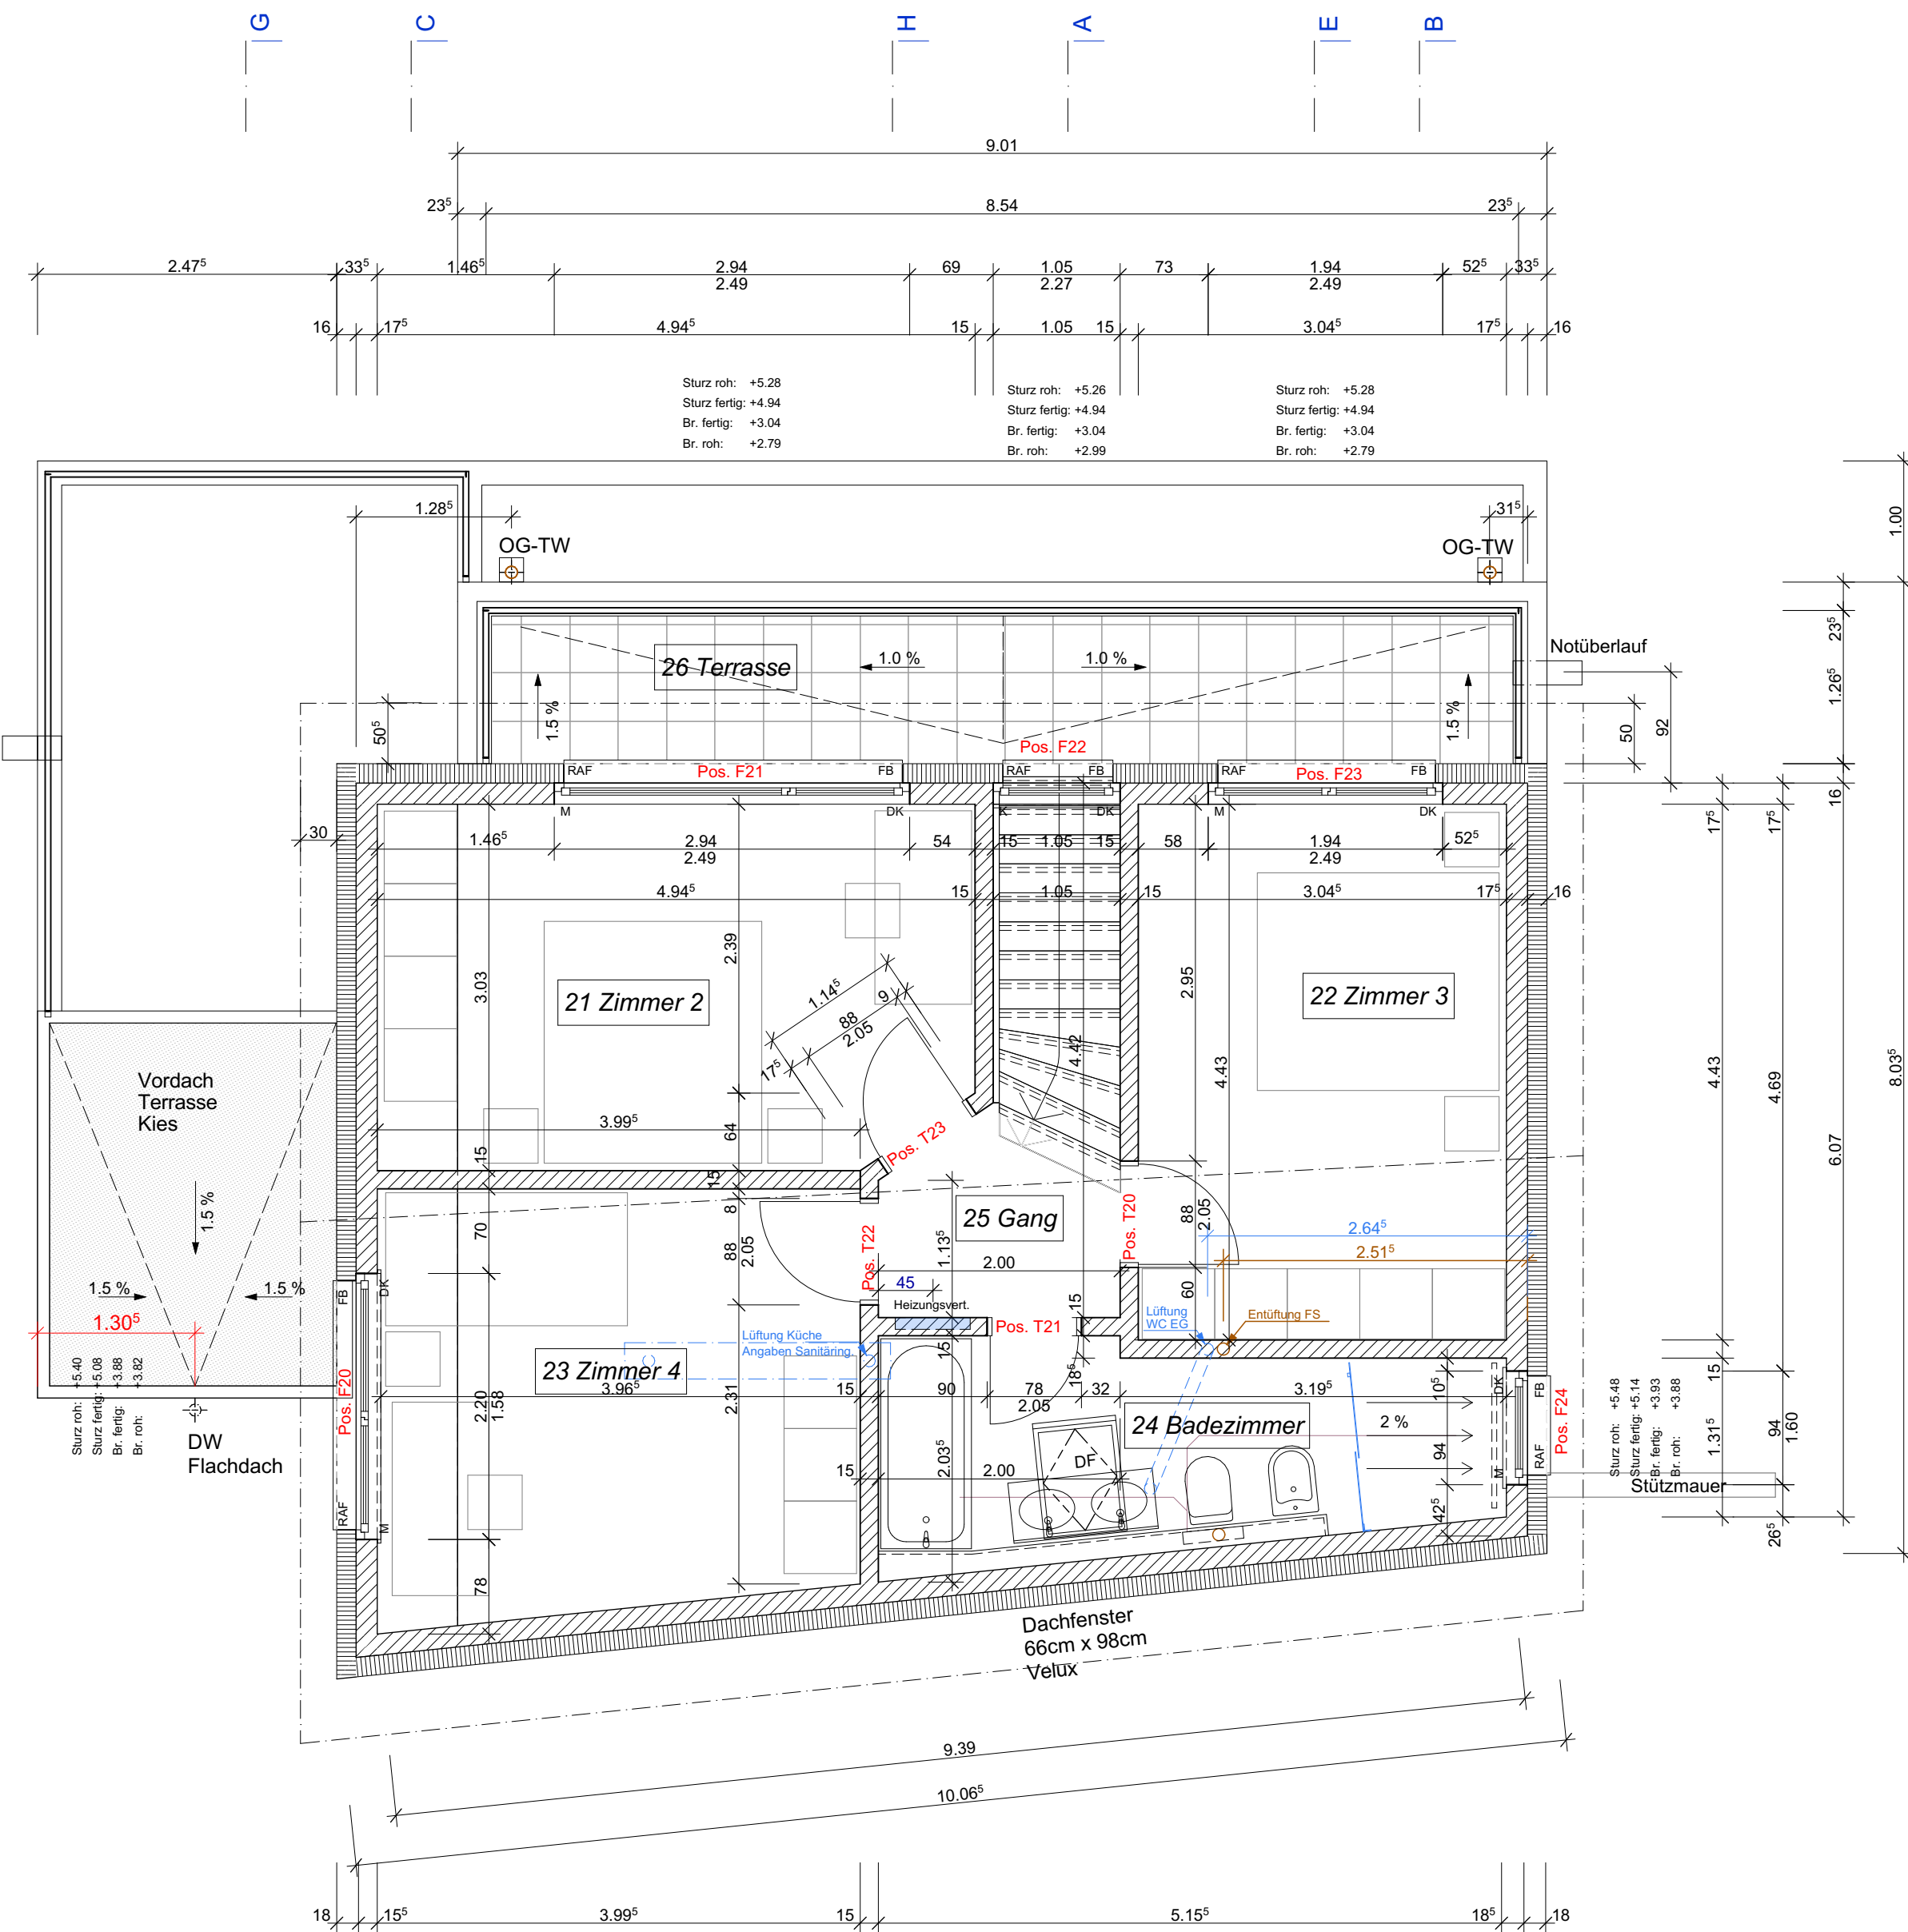 G
C
H
A
E
B
9.01
23⁵
8.54
23⁵
2.47⁵
33⁵
1.46⁵
2.94
2.49
69
1.05
2.27
73
1.94
2.49
52⁵
33⁵
16
17⁵
4.94⁵
15
1.05
15
3.04⁵
17⁵
16
Sturz roh: +5.28
Sturz fertig: +4.94
Br. fertig: +3.04
Br. roh: +2.79
Sturz roh: +5.26
Sturz fertig: +4.94
Br. fertig: +3.04
Br. roh: +2.99
Sturz roh: +5.28
Sturz fertig: +4.94
Br. fertig: +3.04
Br. roh: +2.79
1.28⁵
31⁵
1.00
OG-TW
OG-TW
23⁵
Notüberlauf
26 Terrasse
1.0 %
1.0 %
1.26⁵
50⁵
1.5 %
1.5 %
50
92
Pos. F22
RAF
Pos. F21
FB
RAF
FB
RAF
Pos. F23
FB
16
M
DK
K
DK
M
DK
17⁵
17⁵
30
1.46⁵
2.94
2.49
54
15
1.05
15
58
1.94
2.49
52⁵
4.94⁵
15
1.05
15
3.04⁵
17⁵
16
2.39
3.03
21 Zimmer 2
1.14⁵
9
88
2.05
17⁵
2.95
22 Zimmer 3
4.42
4.43
4.43
4.69
8.03⁵
6.07
Vordach
Terrasse
Kies
3.99⁵
64
15
15
Pos. T23
8
70
25 Gang
1.13⁵
Pos. T20
88
2.05
2.64⁵
2.51⁵
1.5 %
88
2.05
Pos. T22
2.00
45
Heizungsvert.
15
60
1.5 %
1.5 %
1.30⁵
FB
DK
Pos. T21
Lüftung
WC EG
Entüftung FS
Lüftung Küche
Angaben Sanitäring.
15
18⁵
15
23 Zimmer 4
3.96⁵
15
90
78
2.05
32
3.19⁵
10⁵
DK
FB
Pos. F20
2.20
1.58
2.31
Sturz roh: +5.40
Sturz fertig: +5.08
Br. fertig: +3.88
Br. roh: +3.82
DW
Flachdach
24 Badezimmer
2 %
Pos. F24
Sturz roh: +5.48
Sturz fertig: +5.14
Br. fertig: +3.93
Br. roh: +3.88
1.31⁵
94
1.60
15
2.03⁵
2.00
DF
94
M
RAF
Stützmauer
RAF
M
42⁵
26⁵
78
Dachfenster
66cm x 98cm
Velux
9.39
10.06⁵
18
15⁵
3.99⁵
15
5.15⁵
18⁵
18